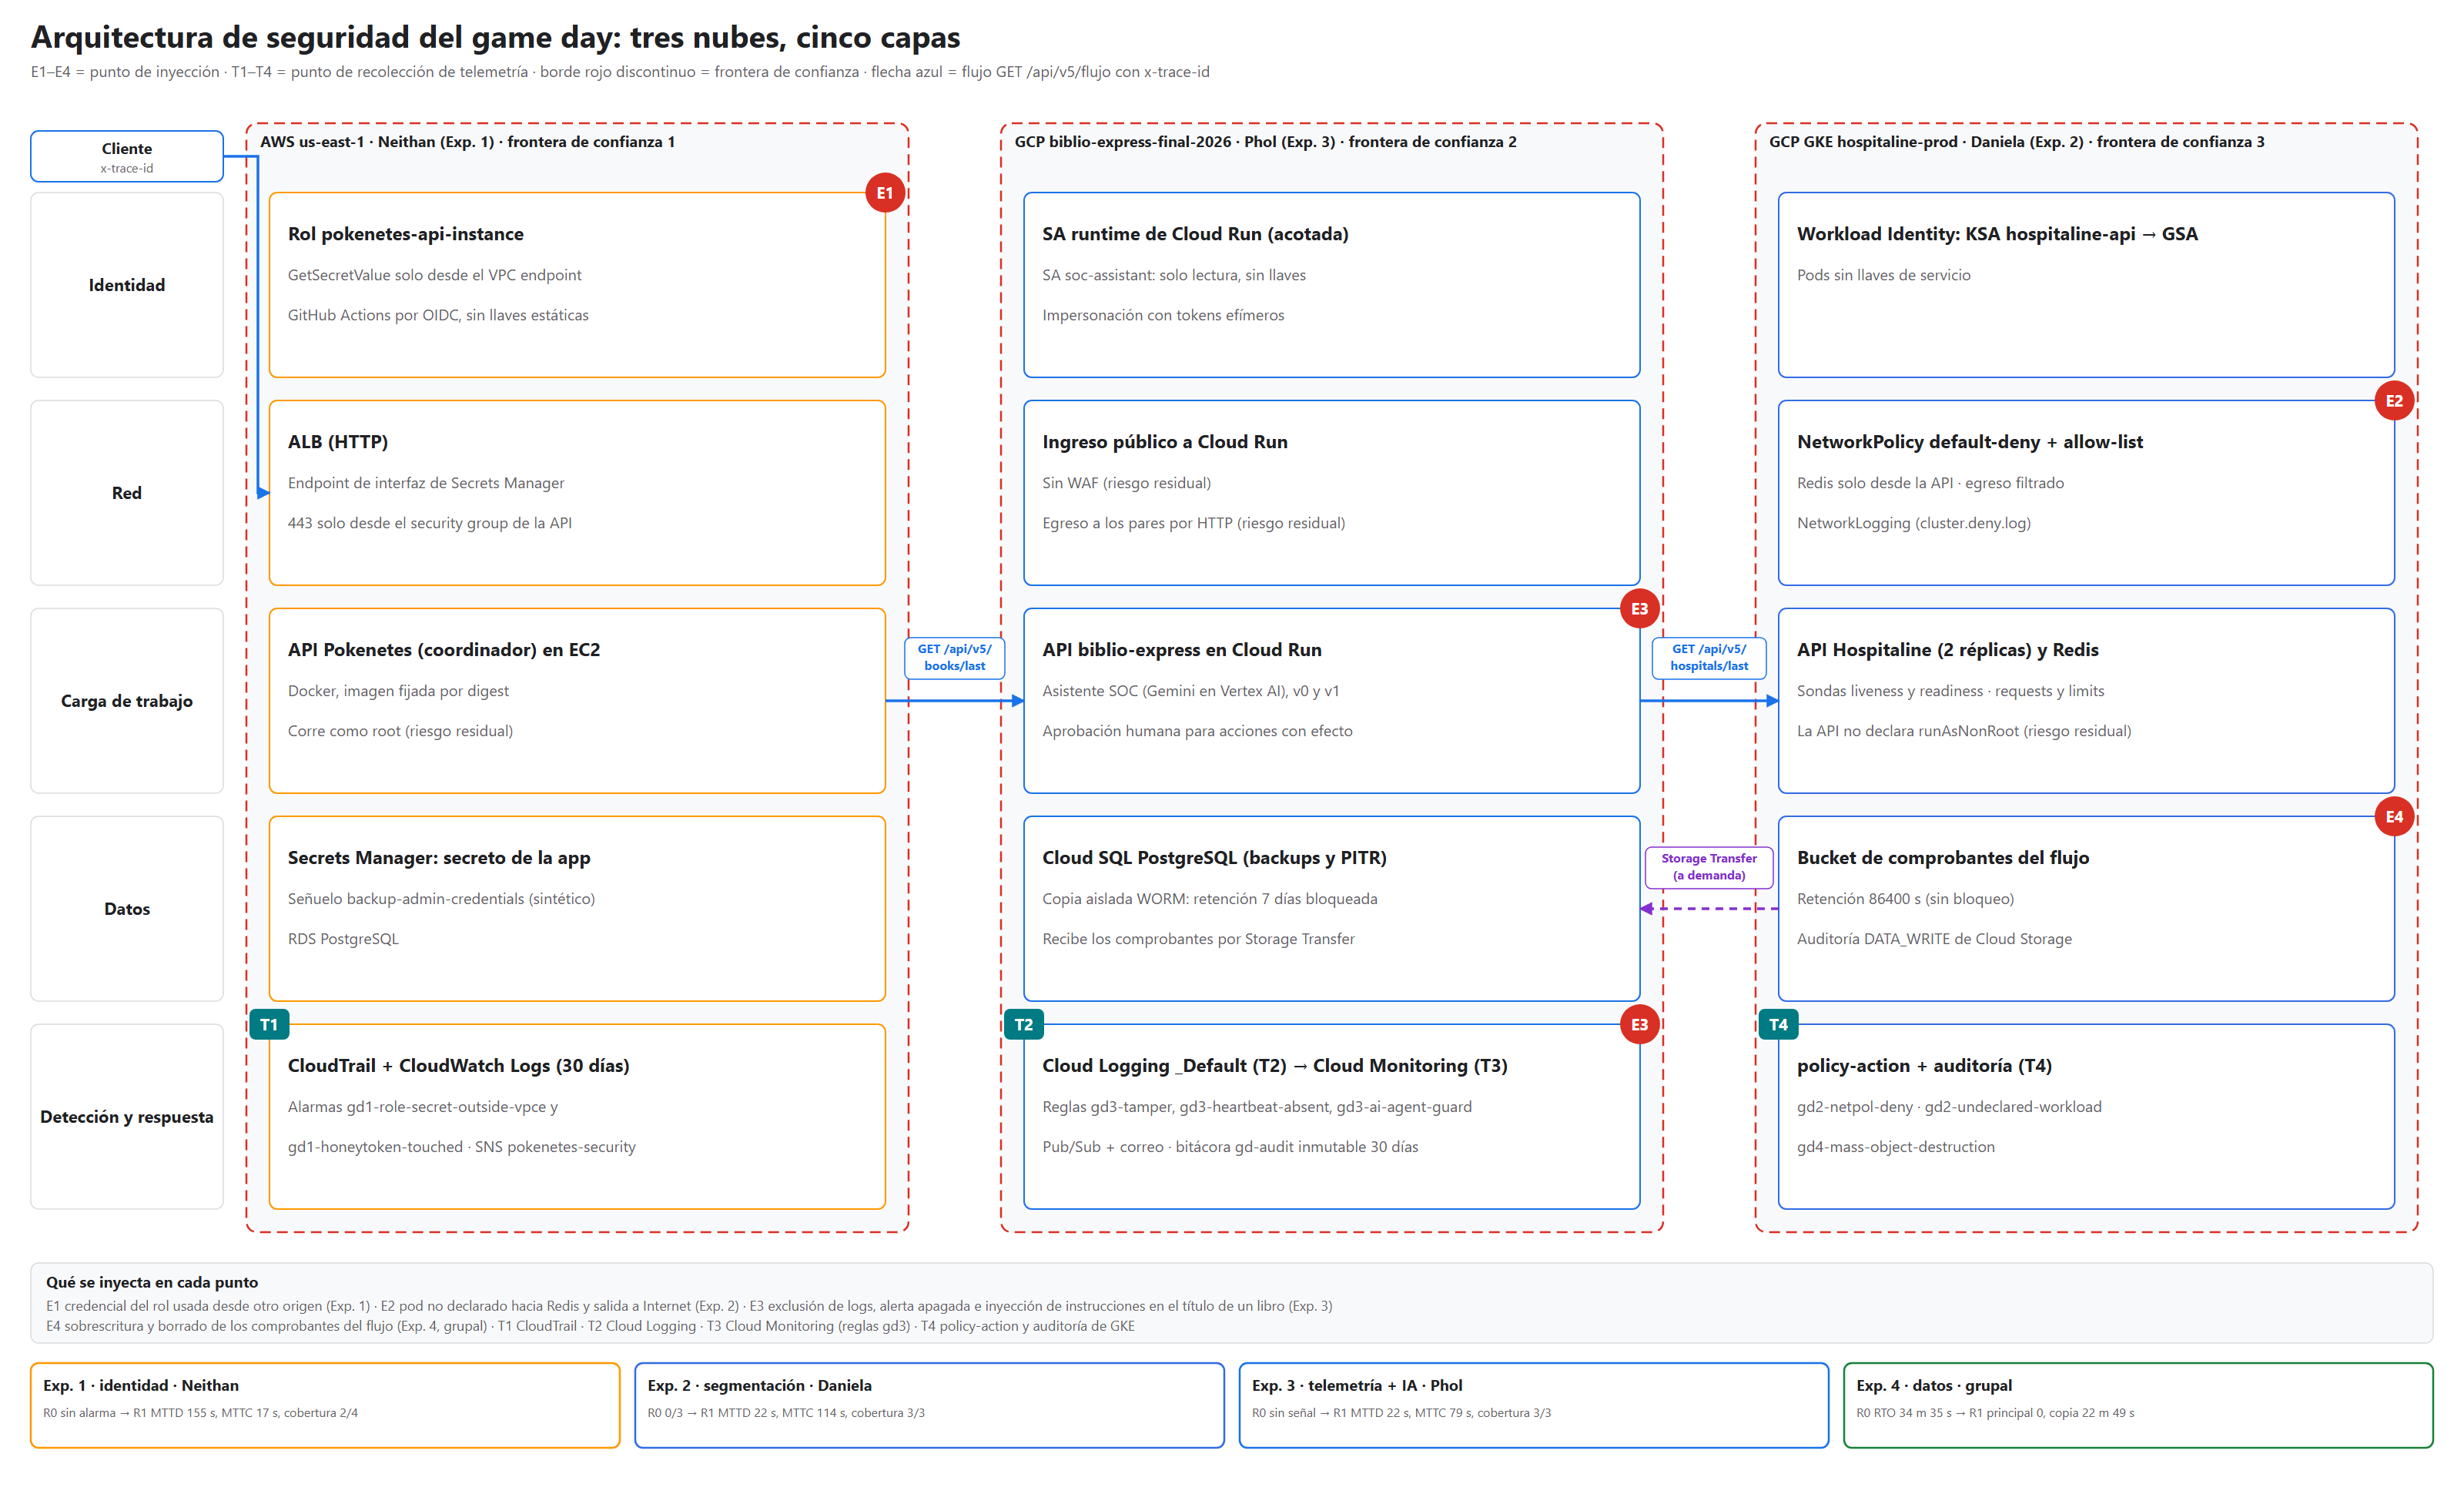 Arquitectura de seguridad del game day: tres nubes, cinco capas
E1–E4 = punto de inyección · T1–T4 = punto de recolección de telemetría · borde rojo discontinuo = frontera de confianza · flecha azul = flujo GET /api/v5/flujo con x-trace-id
Cliente
x-trace-id
AWS us-east-1 · Neithan (Exp. 1) · frontera de confianza 1
GCP biblio-express-final-2026 · Phol (Exp. 3) · frontera de confianza 2
GCP GKE hospitaline-prod · Daniela (Exp. 2) · frontera de confianza 3
Identidad
E1
Rol pokenetes-api-instance
GetSecretValue solo desde el VPC endpoint
GitHub Actions por OIDC, sin llaves estáticas
SA runtime de Cloud Run (acotada)
SA soc-assistant: solo lectura, sin llaves
Impersonación con tokens efímeros
Workload Identity: KSA hospitaline-api → GSA
Pods sin llaves de servicio
Red
ALB (HTTP)
Endpoint de interfaz de Secrets Manager
443 solo desde el security group de la API
Ingreso público a Cloud Run
Sin WAF (riesgo residual)
Egreso a los pares por HTTP (riesgo residual)
E2
NetworkPolicy default-deny + allow-list
Redis solo desde la API · egreso filtrado
NetworkLogging (cluster.deny.log)
Carga de trabajo
API Pokenetes (coordinador) en EC2
Docker, imagen fijada por digest
Corre como root (riesgo residual)
GET /api/v5/
books/last
E3
API biblio-express en Cloud Run
Asistente SOC (Gemini en Vertex AI), v0 y v1
Aprobación humana para acciones con efecto
GET /api/v5/
hospitals/last
API Hospitaline (2 réplicas) y Redis
Sondas liveness y readiness · requests y limits
La API no declara runAsNonRoot (riesgo residual)
Datos
Secrets Manager: secreto de la app
Señuelo backup-admin-credentials (sintético)
RDS PostgreSQL
Cloud SQL PostgreSQL (backups y PITR)
Copia aislada WORM: retención 7 días bloqueada
Recibe los comprobantes por Storage Transfer
Storage Transfer
(a demanda)
E4
Bucket de comprobantes del flujo
Retención 86400 s (sin bloqueo)
Auditoría DATA_WRITE de Cloud Storage
Detección y respuesta
T1
CloudTrail + CloudWatch Logs (30 días)
Alarmas gd1-role-secret-outside-vpce y
gd1-honeytoken-touched · SNS pokenetes-security
T2
E3
Cloud Logging _Default (T2) → Cloud Monitoring (T3)
Reglas gd3-tamper, gd3-heartbeat-absent, gd3-ai-agent-guard
Pub/Sub + correo · bitácora gd-audit inmutable 30 días
T4
policy-action + auditoría (T4)
gd2-netpol-deny · gd2-undeclared-workload
gd4-mass-object-destruction
Qué se inyecta en cada punto
E1 credencial del rol usada desde otro origen (Exp. 1) · E2 pod no declarado hacia Redis y salida a Internet (Exp. 2) · E3 exclusión de logs, alerta apagada e inyección de instrucciones en el título de un libro (Exp. 3)
E4 sobrescritura y borrado de los comprobantes del flujo (Exp. 4, grupal) · T1 CloudTrail · T2 Cloud Logging · T3 Cloud Monitoring (reglas gd3) · T4 policy-action y auditoría de GKE
Exp. 1 · identidad · Neithan
R0 sin alarma → R1 MTTD 155 s, MTTC 17 s, cobertura 2/4
Exp. 2 · segmentación · Daniela
R0 0/3 → R1 MTTD 22 s, MTTC 114 s, cobertura 3/3
Exp. 3 · telemetría + IA · Phol
R0 sin señal → R1 MTTD 22 s, MTTC 79 s, cobertura 3/3
Exp. 4 · datos · grupal
R0 RTO 34 m 35 s → R1 principal 0, copia 22 m 49 s